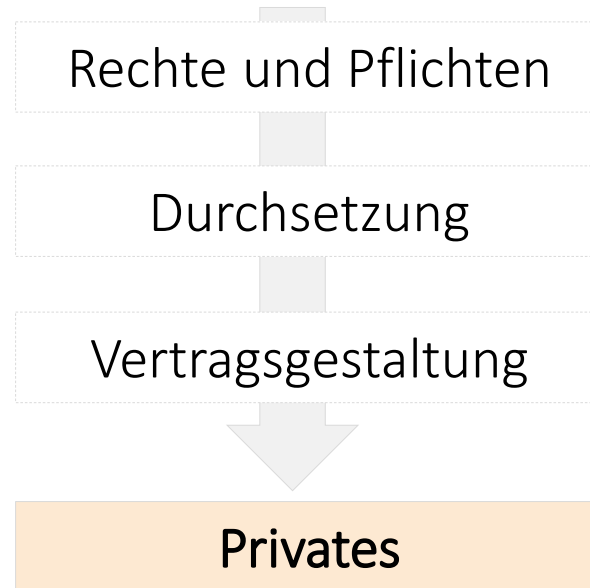 Rechte und Pflichten
Durchsetzung
Vertragsgestaltung
Privates